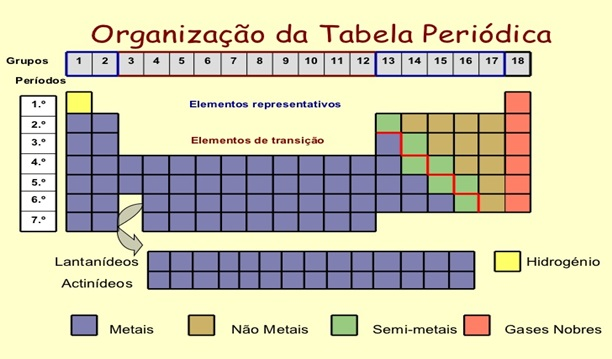 Organização da Tabela Periódica
Grupos 1 2 3 4 5 6 7 8 9 10 11 12 13 14 15 16 17 18
Períodos
1.º
Elementos representativos
2.º
3.º
Elementos de transição
4.º
5.º
6.º
7.º
Lantanídeos
Hidrogénio
Actinídeos
Metais
Não Metais
Semi-metais
Gases Nobres